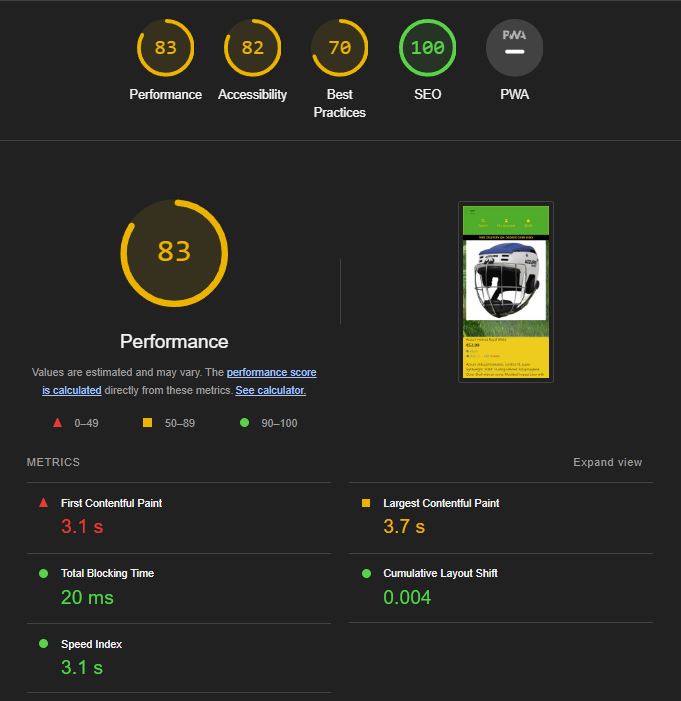 83
82
70
100
PWA
Performance
Accessibility
Best
Practices
SEO
PWA
83
Performance
Values are estimated and may vary. The performance score
is calculated directly from these metrics. See calculator.
0–49
50–89
90–100
METRICS
Expand view
First Contentful Paint
3.1 s
Largest Contentful Paint
3.7 s
Total Blocking Time
20 ms
Cumulative Layout Shift
0.004
Speed Index
3.1 s